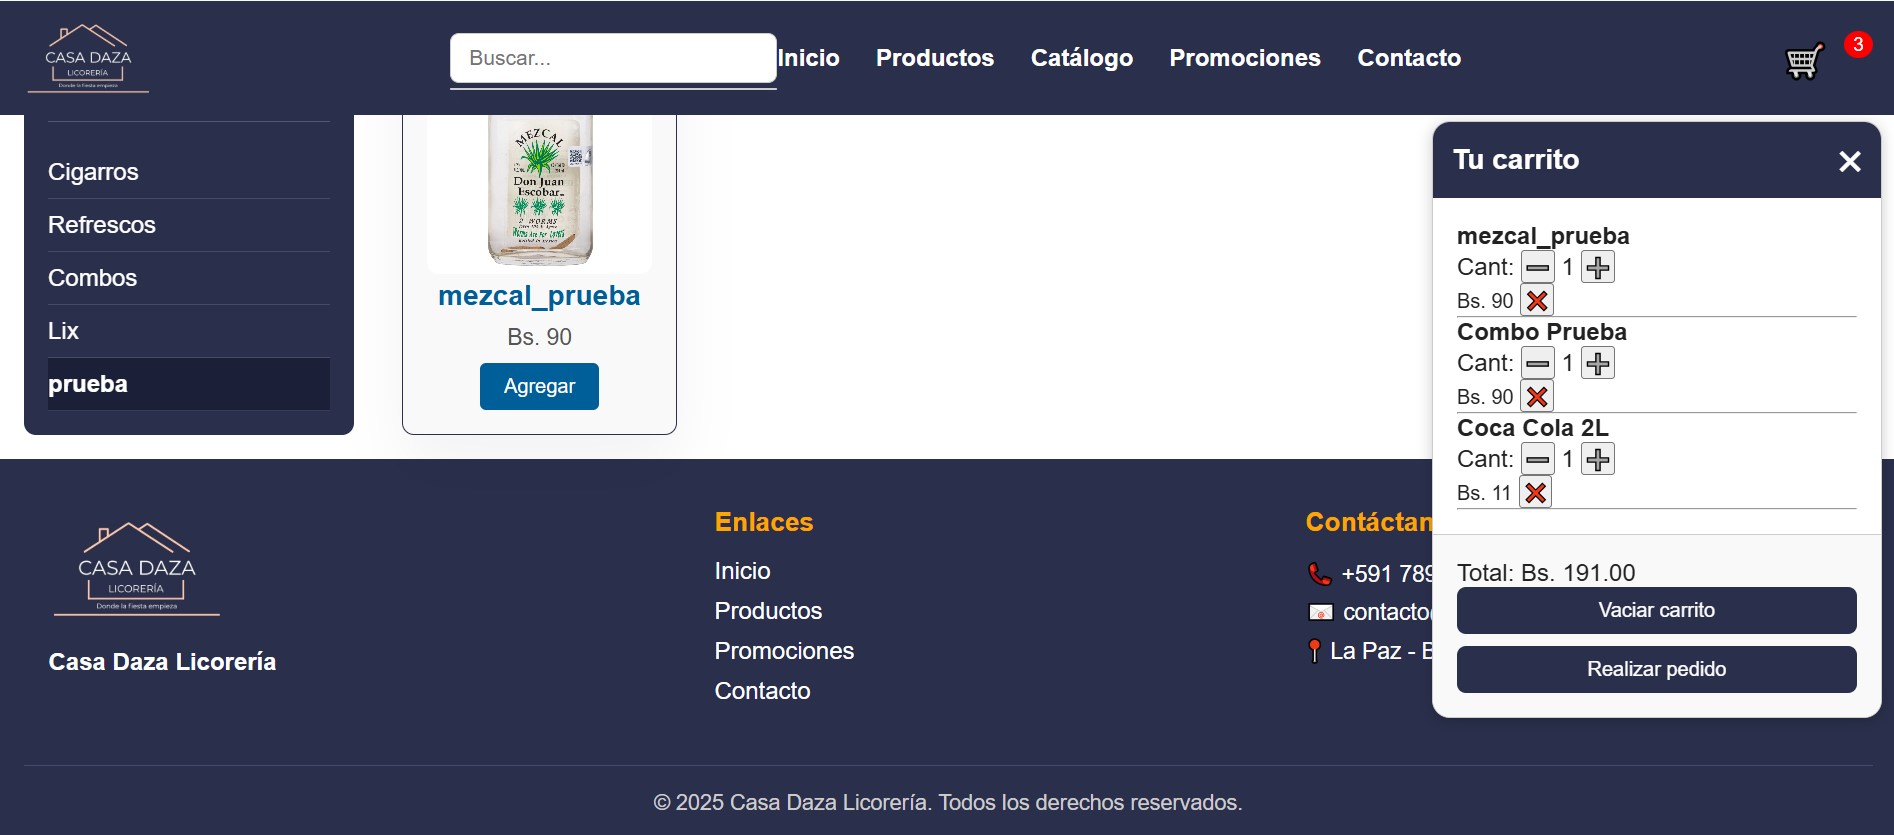 CASA DAZA
LICORERÍA
Donde la fiesta empieza
Buscar...
Inicio
Productos
Catálogo
Promociones
Contacto
3
Cigarros
Refrescos
Combos
Lix
prueba
MEZCAL
Don Juan
Escobar
2 WORMS
mezcal_prueba
Bs. 90
Agregar
Tu carrito
mezcal_prueba
Cant: 1
Bs. 90
Combo Prueba
Cant: 1
Bs. 90
Coca Cola 2L
Cant: 1
Bs. 11
Total: Bs. 191.00
Vaciar carrito
Realizar pedido
CASA DAZA
LICORERÍA
Donde la fiesta empieza
Casa Daza Licorería
Enlaces
Inicio
Productos
Promociones
Contacto
Contáctan
+591 789
contacto
La Paz - B
© 2025 Casa Daza Licorería. Todos los derechos reservados.